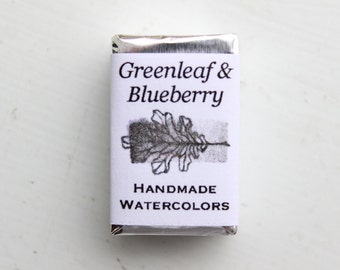 Greenleaf &
Blueberry
Handmade
Watercolors